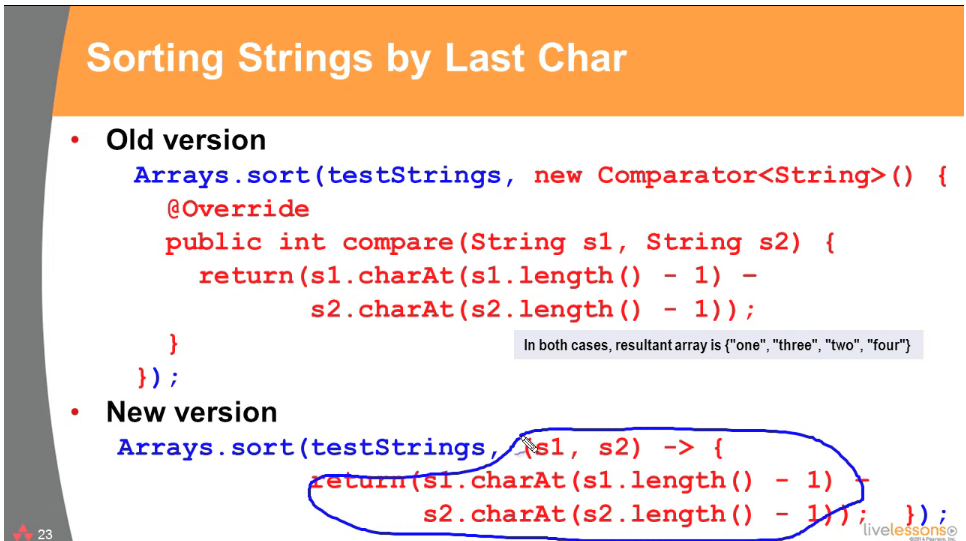 Sorting Strings by Last Char
• Old version
Arrays.sort(testStrings, new Comparator<String>() {
@Override
public int compare(String s1, String s2) {
return(s1.charAt(s1.length() - 1) -
s2.charAt(s2.length() - 1));
}
In both cases, resultant array is {"one", "three", "two", "four"}
});
• New version
Arrays.sort(testStrings, (s1, s2) -> {
return(s1.charAt(s1.length() - 1) -
s2.charAt(s2.length() - 1)); });
23
livelessons
©2014 Pearson, Inc.